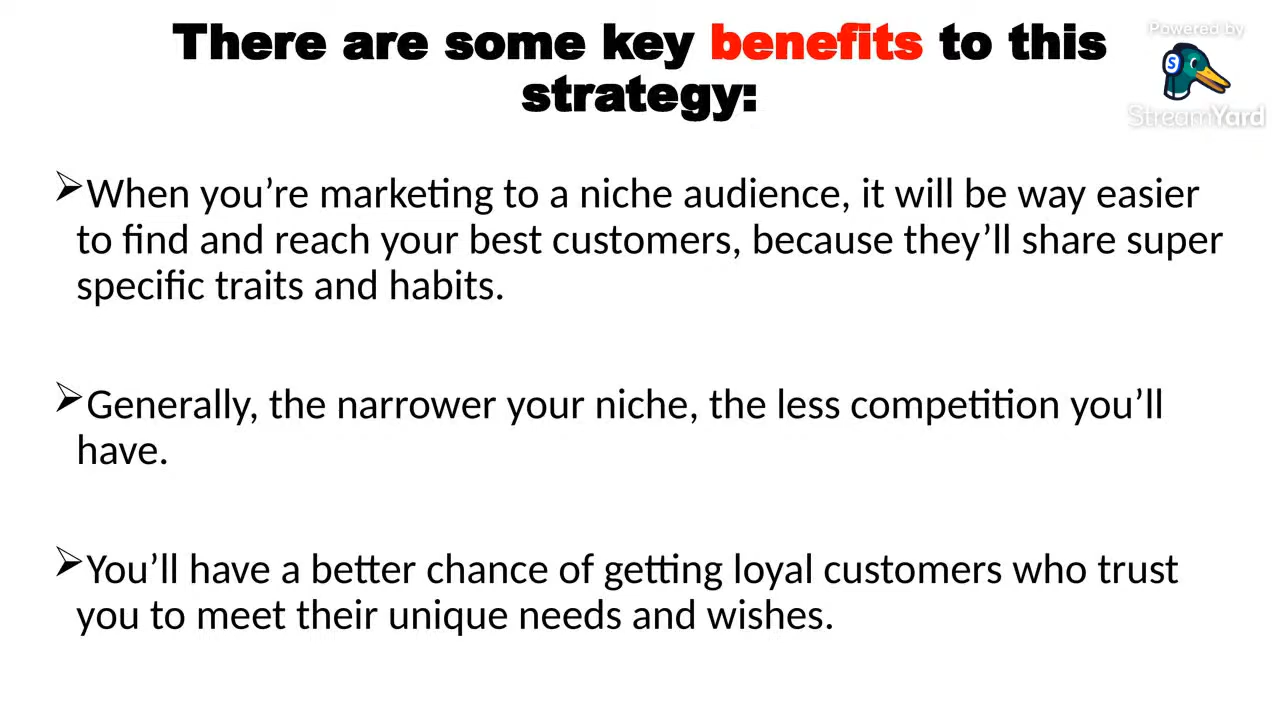 There are some key benefits to this
strategy:
Powered by
StreamYard
➢When you’re marketing to a niche audience, it will be way easier
to find and reach your best customers, because they’ll share super
specific traits and habits.
➢Generally, the narrower your niche, the less competition you’ll
have.
➢You’ll have a better chance of getting loyal customers who trust
you to meet their unique needs and wishes.